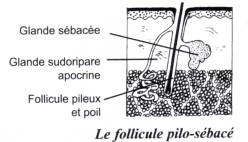 Glande sébacée
Glande sudoripare
apocrine
Follicule pileux
et poil
Le follicule pilo-sébacé